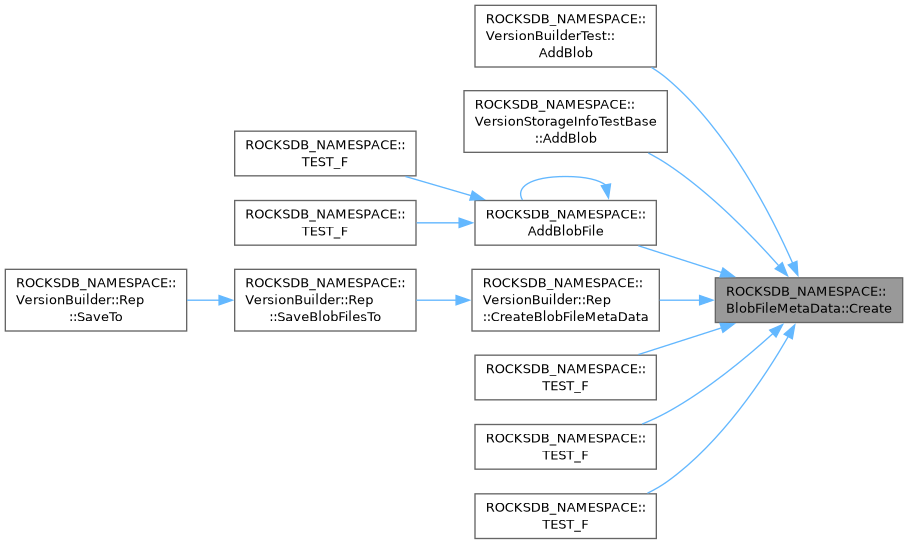 ROCKSDB_NAMESPACE::
VersionBuilderTest::
AddBlob
ROCKSDB_NAMESPACE::
VersionStorageInfoTestBase
::AddBlob
ROCKSDB_NAMESPACE::
TEST_F
ROCKSDB_NAMESPACE::
TEST_F
ROCKSDB_NAMESPACE::
AddBlobFile
ROCKSDB_NAMESPACE::
VersionBuilder::Rep
::SaveTo
ROCKSDB_NAMESPACE::
VersionBuilder::Rep
::SaveBlobFilesTo
ROCKSDB_NAMESPACE::
VersionBuilder::Rep
::CreateBlobFileMetaData
ROCKSDB_NAMESPACE::
BlobFileMetaData::Create
ROCKSDB_NAMESPACE::
TEST_F
ROCKSDB_NAMESPACE::
TEST_F
ROCKSDB_NAMESPACE::
TEST_F